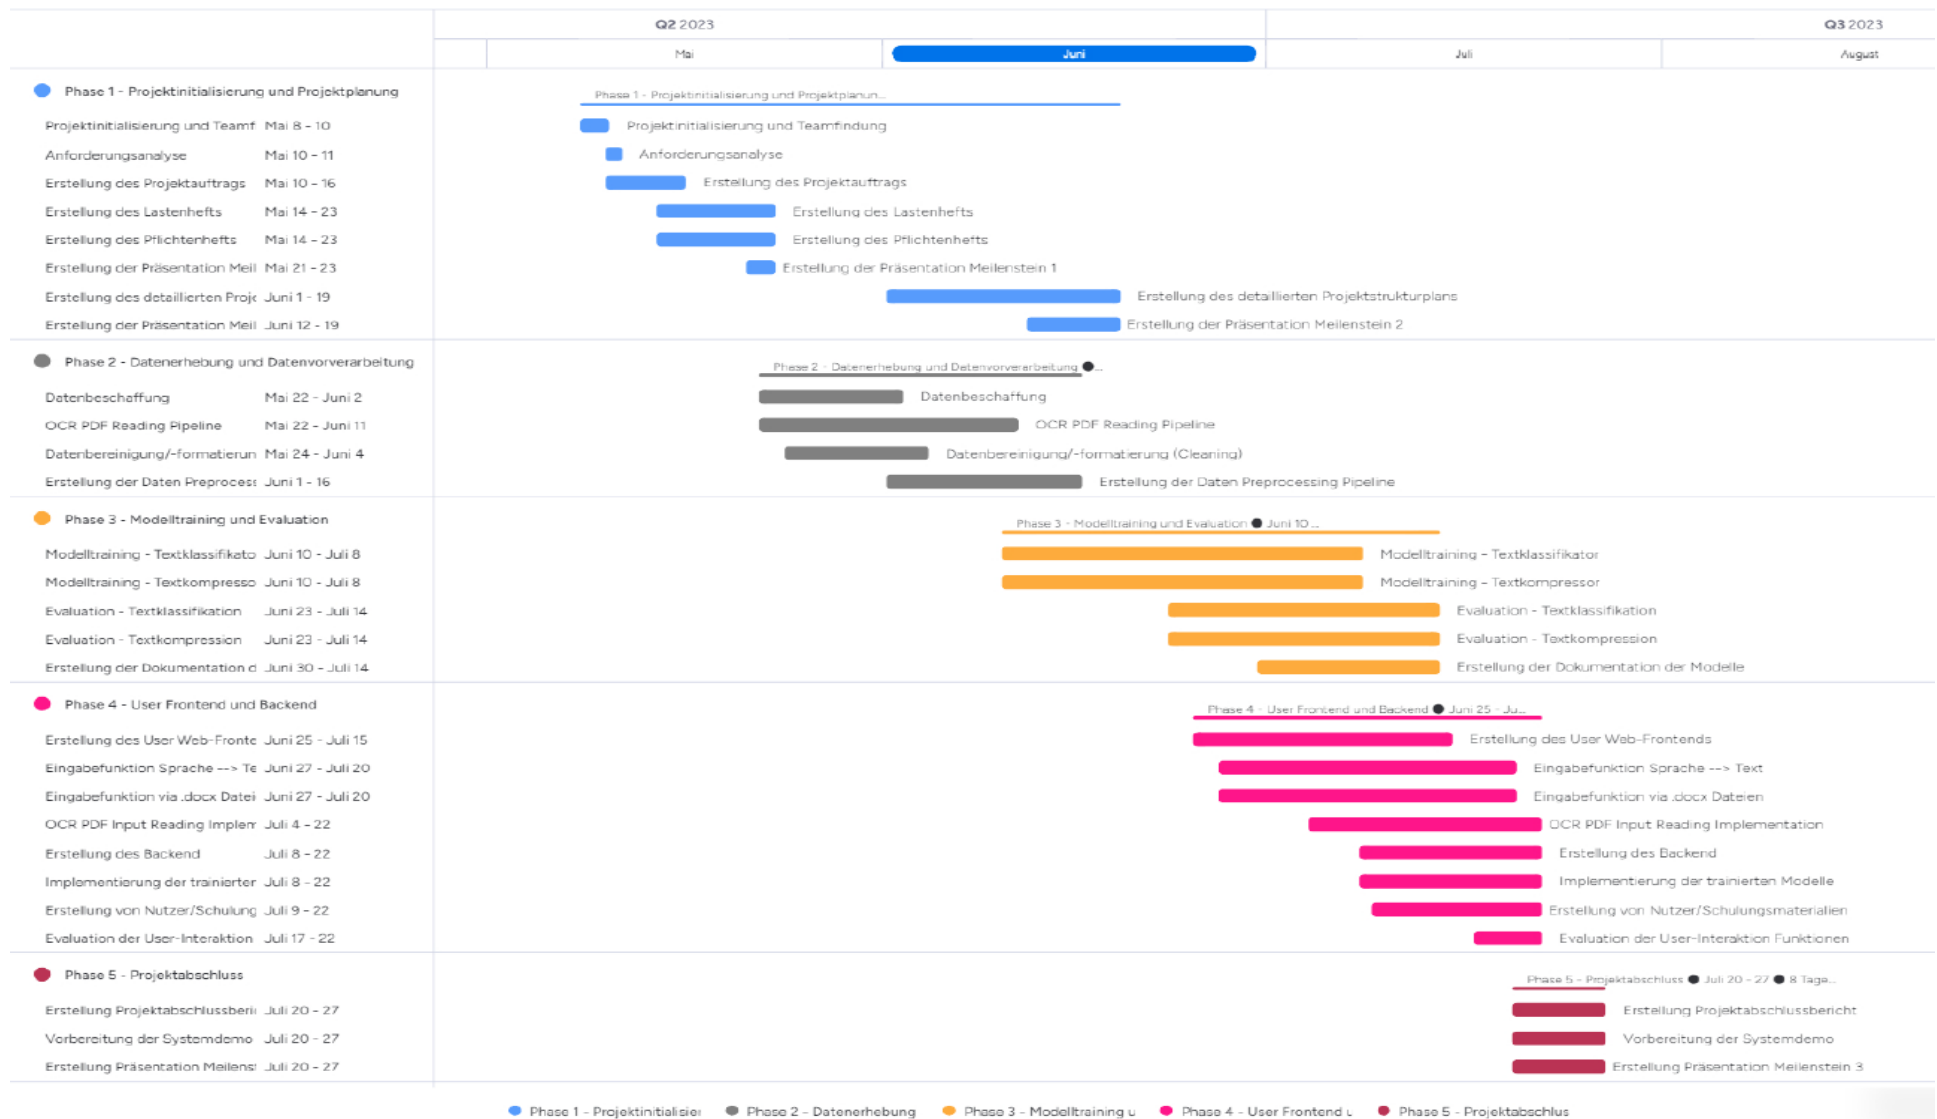 Q2 2023
Q3 2023
Mai
Juni
Juli
August
Phase 1 - Projektinitialisierung und Projektplanung
Phase 1 - Projektinitialisierung und Projektplanun...
Projektinitialisierung und Teamf Mai 8 - 10 Projektinitialisierung und Teamfindung
Anforderungsanalyse Mai 10 - 11 Anforderungsanalyse
Erstellung des Projektauftrags Mai 10 - 16 Erstellung des Projektauftrags
Erstellung des Lastenhefts Mai 14 - 23 Erstellung des Lastenhefts
Erstellung des Pflichtenhefts Mai 14 - 23 Erstellung des Pflichtenhefts
Erstellung der Präsentation Meil Mai 21 - 23 Erstellung der Präsentation Meilenstein 1
Erstellung des detaillierten Proje Juni 1 - 19 Erstellung des detaillierten Projektstrukturplans
Erstellung der Präsentation Meil Juni 12 - 19 Erstellung der Präsentation Meilenstein 2
Phase 2 - Datenerhebung und Datenvorverarbeitung
Phase 2 - Datenerhebung und Datenvorverarbeitung ● ...
Datenbeschaffung Mai 22 - Juni 2 Datenbeschaffung
OCR PDF Reading Pipeline Mai 22 - Juni 11 OCR PDF Reading Pipeline
Datenbereinigung/-formatierun Mai 24 - Juni 4 Datenbereinigung/-formatierung (Cleaning)
Erstellung der Daten Preprocess Juni 1 - 16 Erstellung der Daten Preprocessing Pipeline
Phase 3 - Modelltraining und Evaluation
Phase 3 - Modelltraining und Evaluation ● Juni 10 ...
Modelltraining - Textklassifikato Juni 10 - Juli 8 Modelltraining - Textklassifikator
Modelltraining - Textkompresso Juni 10 - Juli 8 Modelltraining - Textkompressor
Evaluation - Textklassifikation Juni 23 - Juli 14 Evaluation - Textklassifikation
Evaluation - Textkompression Juni 23 - Juli 14 Evaluation - Textkompression
Erstellung der Dokumentation d Juni 30 - Juli 14 Erstellung der Dokumentation der Modelle
Phase 4 - User Frontend und Backend
Phase 4 - User Frontend und Backend ● Juni 25 - Ju...
Erstellung des User Web-Fronte Juni 25 - Juli 15 Erstellung des User Web-Frontends
Eingabefunktion Sprache --> Te Juni 27 - Juli 20 Eingabefunktion Sprache --> Text
Eingabefunktion via .docx Datei Juni 27 - Juli 20 Eingabefunktion via .docx Dateien
OCR PDF Input Reading Implem Juli 4 - 22 OCR PDF Input Reading Implementation
Erstellung des Backend Juli 8 - 22 Erstellung des Backend
Implementierung der trainierter Juli 8 - 22 Implementierung der trainierten Modelle
Erstellung von Nutzer/Schulung Juli 9 - 22 Erstellung von Nutzer/Schulungsmaterialien
Evaluation der User-Interaktion Juli 17 - 22 Evaluation der User-Interaktion Funktionen
Phase 5 - Projektabschluss
Phase 5 - Projektabschluss ● Juli 20 - 27 ● 8 Tage...
Erstellung Projektabschlussberi Juli 20 - 27 Erstellung Projektabschlussbericht
Vorbereitung der Systemdemo Juli 20 - 27 Vorbereitung der Systemdemo
Erstellung Präsentation Meilens Juli 20 - 27 Erstellung Präsentation Meilenstein 3
Phase 1 - Projektinitialisier Phase 2 - Datenerhebung Phase 3 - Modelltraining u Phase 4 - User Frontend u Phase 5 - Projektabschlus